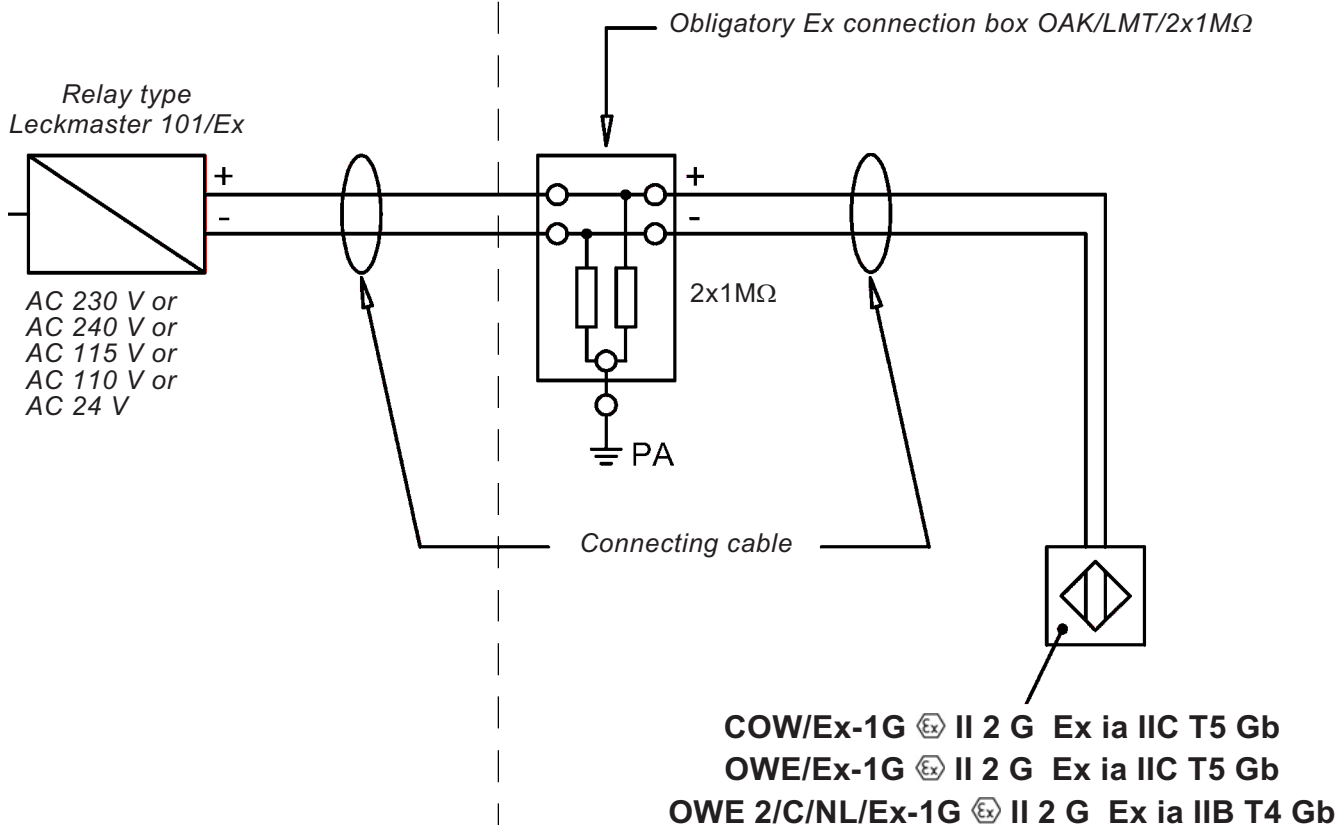 Obligatory Ex connection box OAK/LMT/2x1MΩ
Relay type
Leckmaster 101/Ex
+
-
+
-
AC 230 V or
AC 240 V or
AC 115 V or
AC 110 V or
AC 24 V
2x1MΩ
PA
Connecting cable
COW/Ex-1G Ex II 2 G Ex ia IIC T5 Gb
OWE/Ex-1G Ex II 2 G Ex ia IIC T5 Gb
OWE 2/C/NL/Ex-1G Ex II 2 G Ex ia IIB T4 Gb